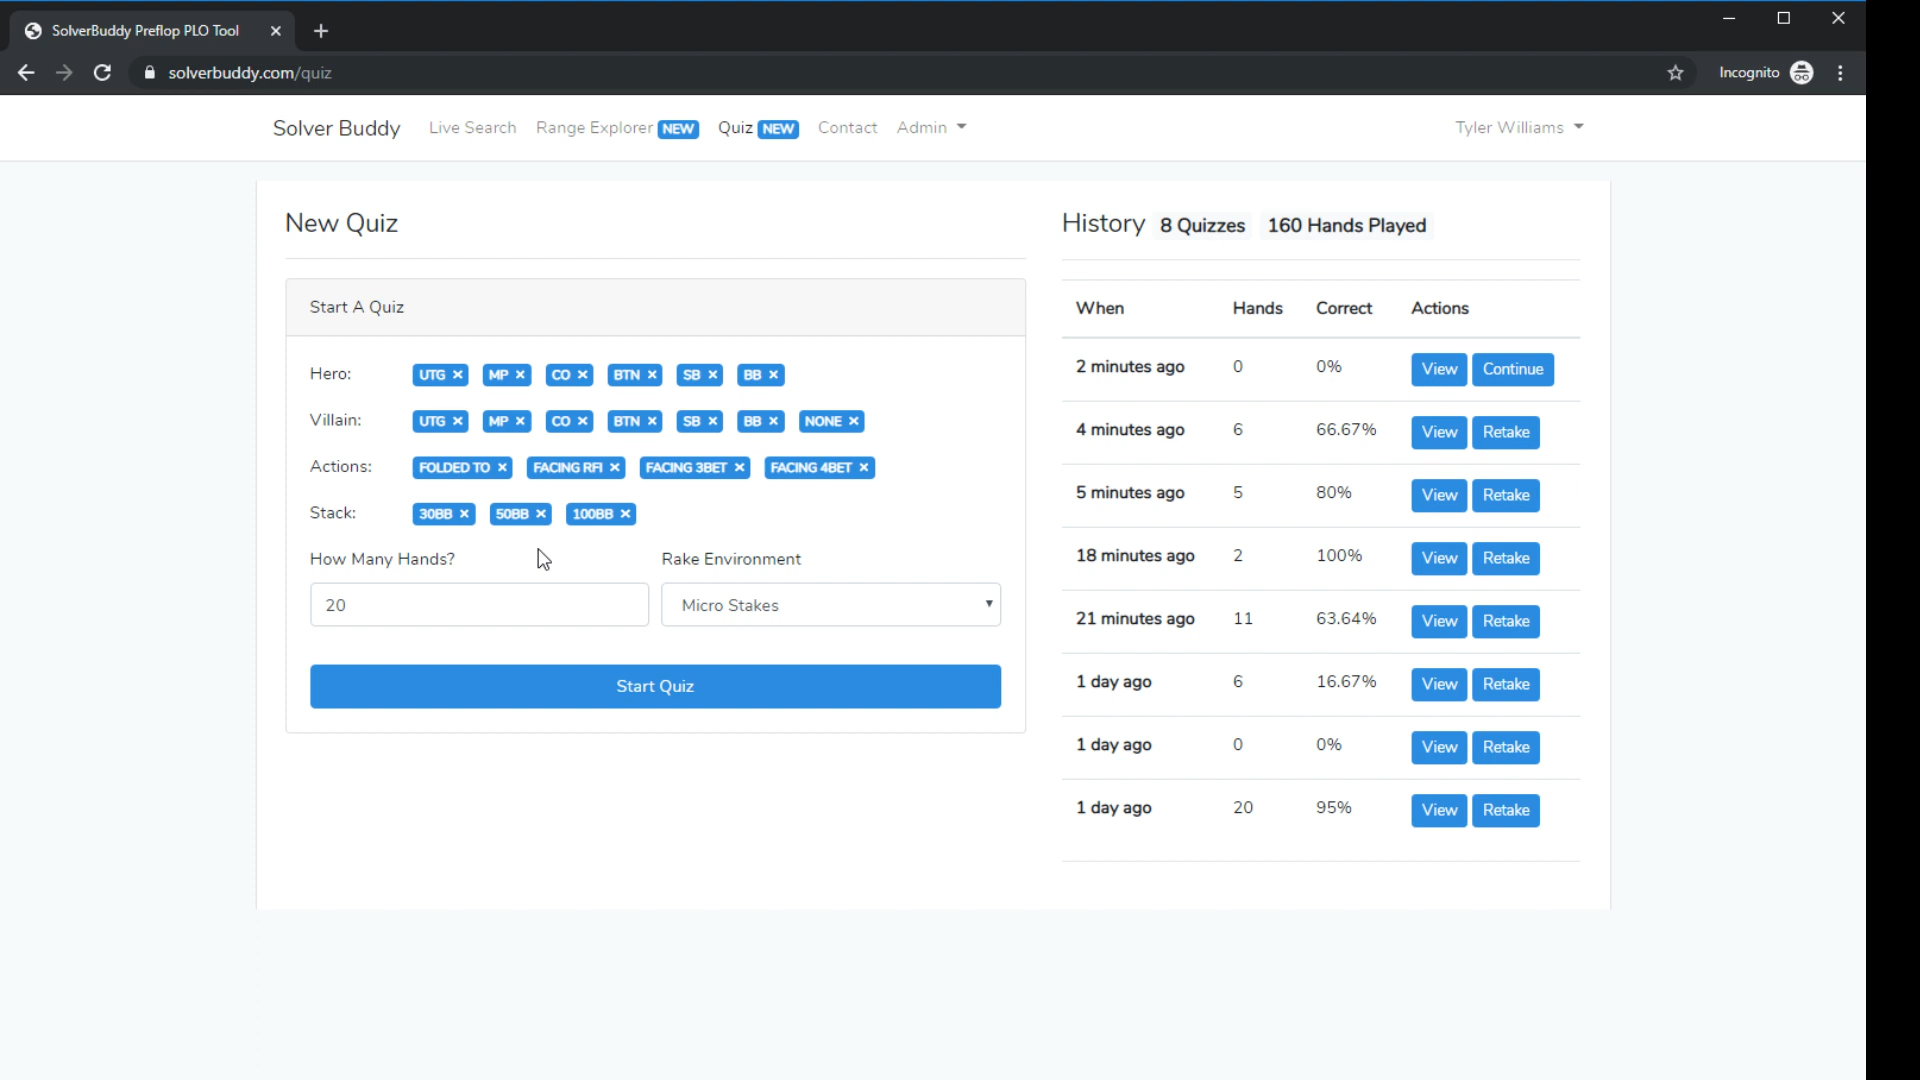 SolverBuddy Preflop PLO Tool
solverbuddy.com/quiz
Incognito
Solver Buddy Live Search Range Explorer NEW Quiz NEW Contact Admin Tyler Williams
New Quiz
Start A Quiz
Hero: UTG × MP × CO × BTN × SB × BB ×
Villain: UTG × MP × CO × BTN × SB × BB × NONE ×
Actions: FOLDED TO × FACING RFI × FACING 3BET × FACING 4BET ×
Stack: 30BB × 50BB × 100BB ×
How Many Hands? Rake Environment
20 Micro Stakes
Start Quiz
History 8 Quizzes 160 Hands Played
When Hands Correct Actions
2 minutes ago 0 0% View Continue
4 minutes ago 6 66.67% View Retake
5 minutes ago 5 80% View Retake
18 minutes ago 2 100% View Retake
21 minutes ago 11 63.64% View Retake
1 day ago 6 16.67% View Retake
1 day ago 0 0% View Retake
1 day ago 20 95% View Retake